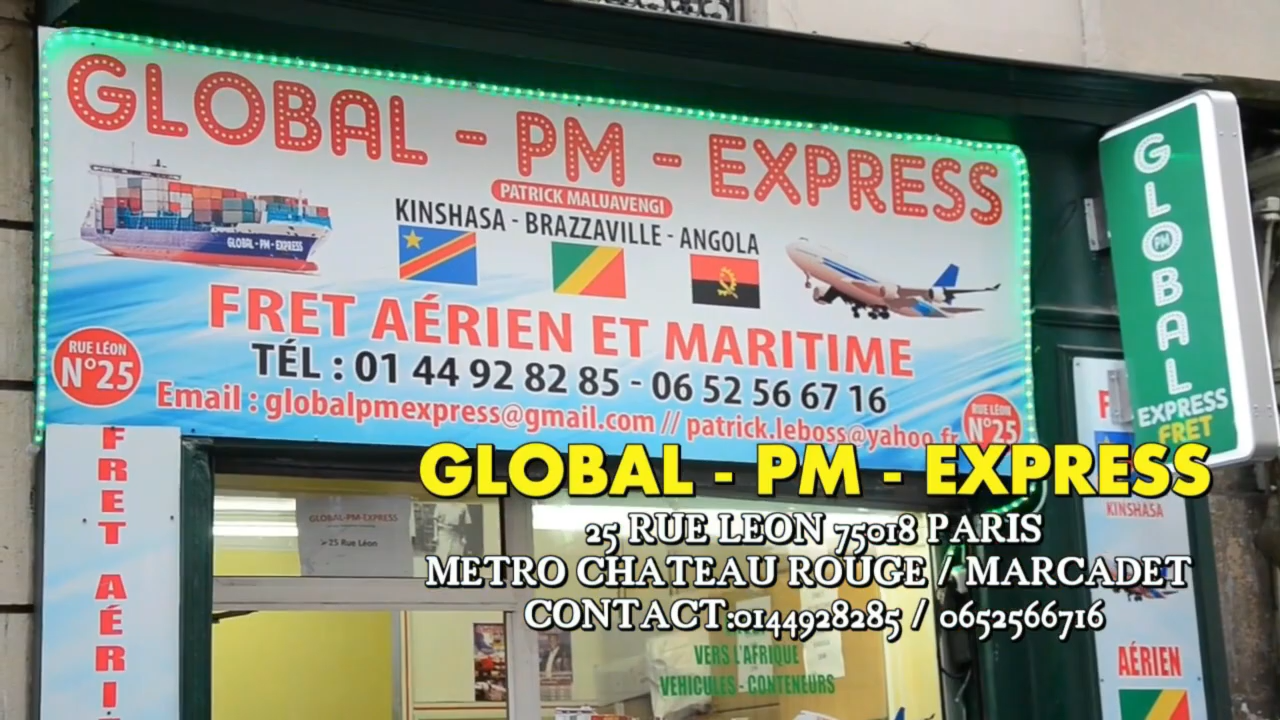 GLOBAL - PM - EXPRESS
PATRICK MALUAVENGI
KINSHASA - BRAZZAVILLE - ANGOLA
GLOBAL - PM - EXPRESS
FRET AÉRIEN ET MARITIME
RUE LÉON
N°25
TÉL : 01 44 92 82 85 - 06 52 56 67 16
Email : globalpmexpress@gmail.com // patrick.leboss@yahoo.fr
RUE LÉON
N°25
GLOBAL
PM
EXPRESS
FRET
FRET AÉRI
GLOBAL-PM-EXPRESS
25 Rue Léon
KINSHASA
AÉRIEN
GLOBAL - PM - EXPRESS
25 RUE LEON 75018 PARIS
METRO CHATEAU ROUGE / MARCADET
CONTACT:0144928285 / 0652566716
VERS L'AFRIQUE
VEHICULES - CONTENEURS